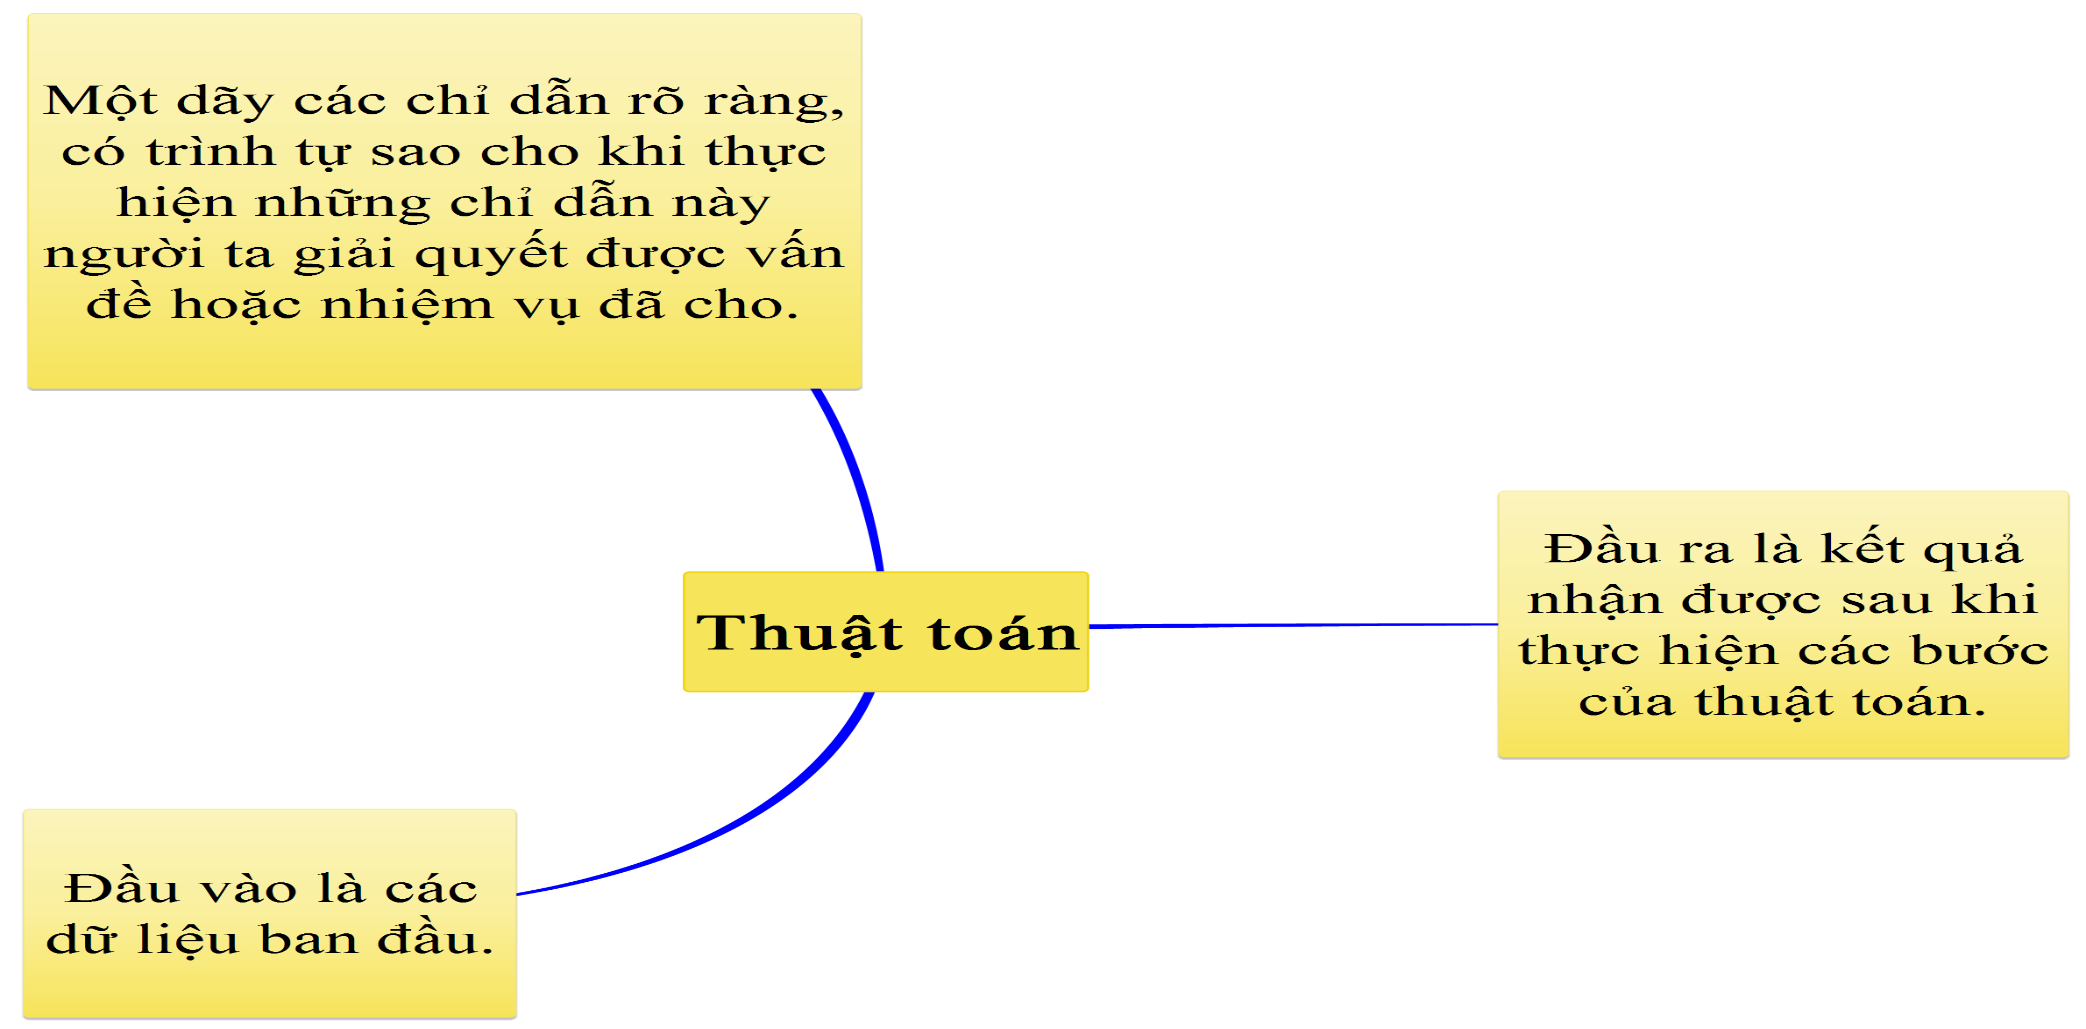 Một dãy các chỉ dẫn rõ ràng,
có trình tự sao cho khi thực
hiện những chỉ dẫn này
người ta giải quyết được vấn
đề hoặc nhiệm vụ đã cho.
Thuật toán
Đầu ra là kết quả
nhận được sau khi
thực hiện các bước
của thuật toán.
Đầu vào là các
dữ liệu ban đầu.